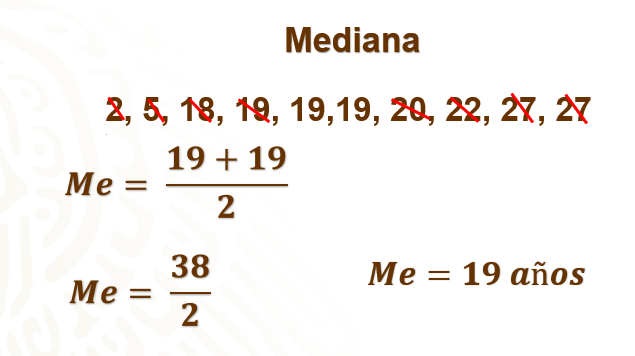 Mediana
2, 5, 18, 19, 19,19, 20, 22, 27, 27
Me = 19 + 19 / 2
Me = 38 / 2
Me = 19 años